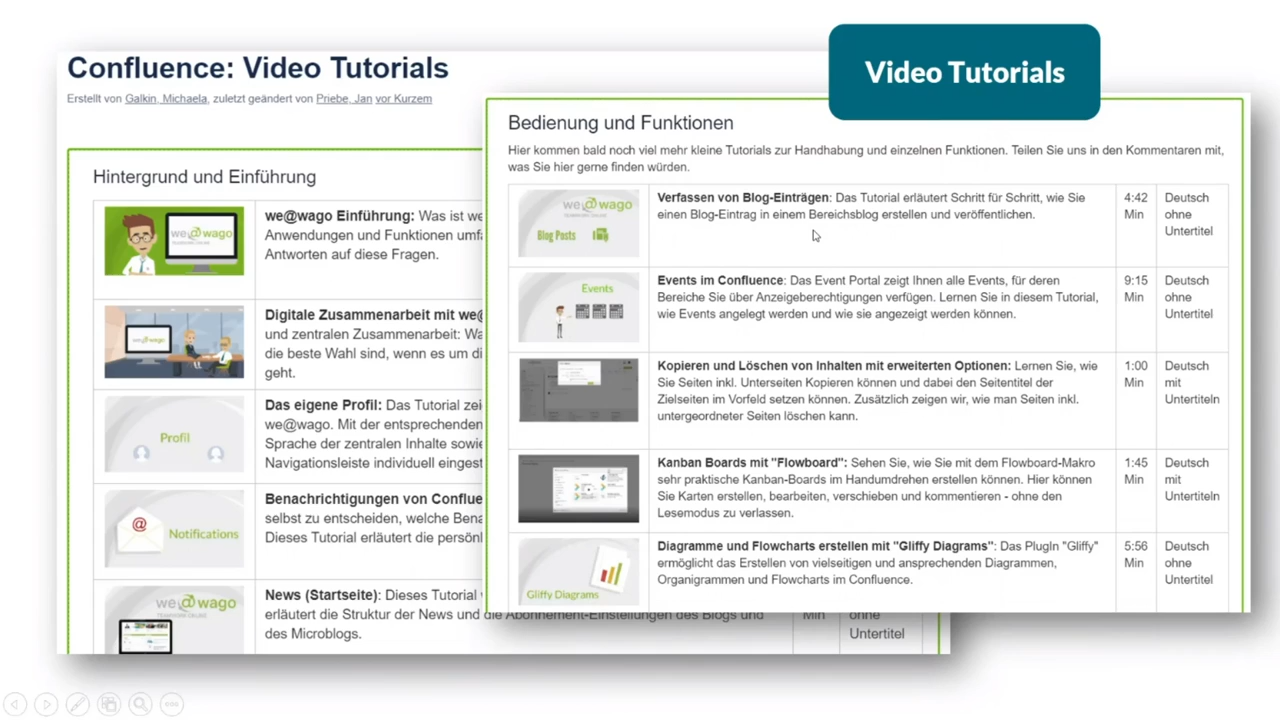 Video Tutorials
Confluence: Video Tutorials
Erstellt von Galkin, Michaela, zuletzt geändert von Priebe, Jan vor Kurzem
Hintergrund und Einführung
we@wago
we@wago Einführung: Was ist we
Anwendungen und Funktionen umfa
Antworten auf diese Fragen.
we@wago
Digitale Zusammenarbeit mit we@
und zentralen Zusammenarbeit: Wa
die beste Wahl sind, wenn es um di
geht.
Profil
Das eigene Profil: Das Tutorial zei
we@wago. Mit der entsprechenden
Sprache der zentralen Inhalte sowie
Navigationsleiste individuell eingest
@
Notifications
Benachrichtigungen von Conflue
selbst zu entscheiden, welche Bena
Dieses Tutorial erläutert die persönl
we@wago
News (Startseite): Dieses Tutorial
erläutert die Struktur der News und die Abonnement-Einstellungen des Blogs und
des Microblogs.
Min
ohne
Untertitel
Bedienung und Funktionen
Hier kommen bald noch viel mehr kleine Tutorials zur Handhabung und einzelnen Funktionen. Teilen Sie uns in den Kommentaren mit,
was Sie hier gerne finden würden.
we@wago
Blog Posts
Verfassen von Blog-Einträgen: Das Tutorial erläutert Schritt für Schritt, wie Sie
einen Blog-Eintrag in einem Bereichsblog erstellen und veröffentlichen.
4:42
Min
Deutsch
ohne
Untertitel
Events
Events im Confluence: Das Event Portal zeigt Ihnen alle Events, für deren
Bereiche Sie über Anzeigeberechtigungen verfügen. Lernen Sie in diesem Tutorial,
wie Events angelegt werden und wie sie angezeigt werden können.
9:15
Min
Deutsch
ohne
Untertitel
Kopieren und Löschen von Inhalten mit erweiterten Optionen: Lernen Sie, wie
Sie Seiten inkl. Unterseiten Kopieren können und dabei den Seitentitel der
Zielseiten im Vorfeld setzen können. Zusätzlich zeigen wir, wie man Seiten inkl.
untergeordneter Seiten löschen kann.
1:00
Min
Deutsch
mit
Untertiteln
Kanban Boards mit "Flowboard": Sehen Sie, wie Sie mit dem Flowboard-Makro
sehr praktische Kanban-Boards im Handumdrehen erstellen können. Hier können
Sie Karten erstellen, bearbeiten, verschieben und kommentieren - ohne den
Lesemodus zu verlassen.
1:45
Min
Deutsch
mit
Untertiteln
Gliffy Diagrams
Diagramme und Flowcharts erstellen mit "Gliffy Diagrams": Das PlugIn "Gliffy"
ermöglicht das Erstellen von vielseitigen und ansprechenden Diagrammen,
Organigrammen und Flowcharts im Confluence.
5:56
Min
Deutsch
ohne
Untertitel